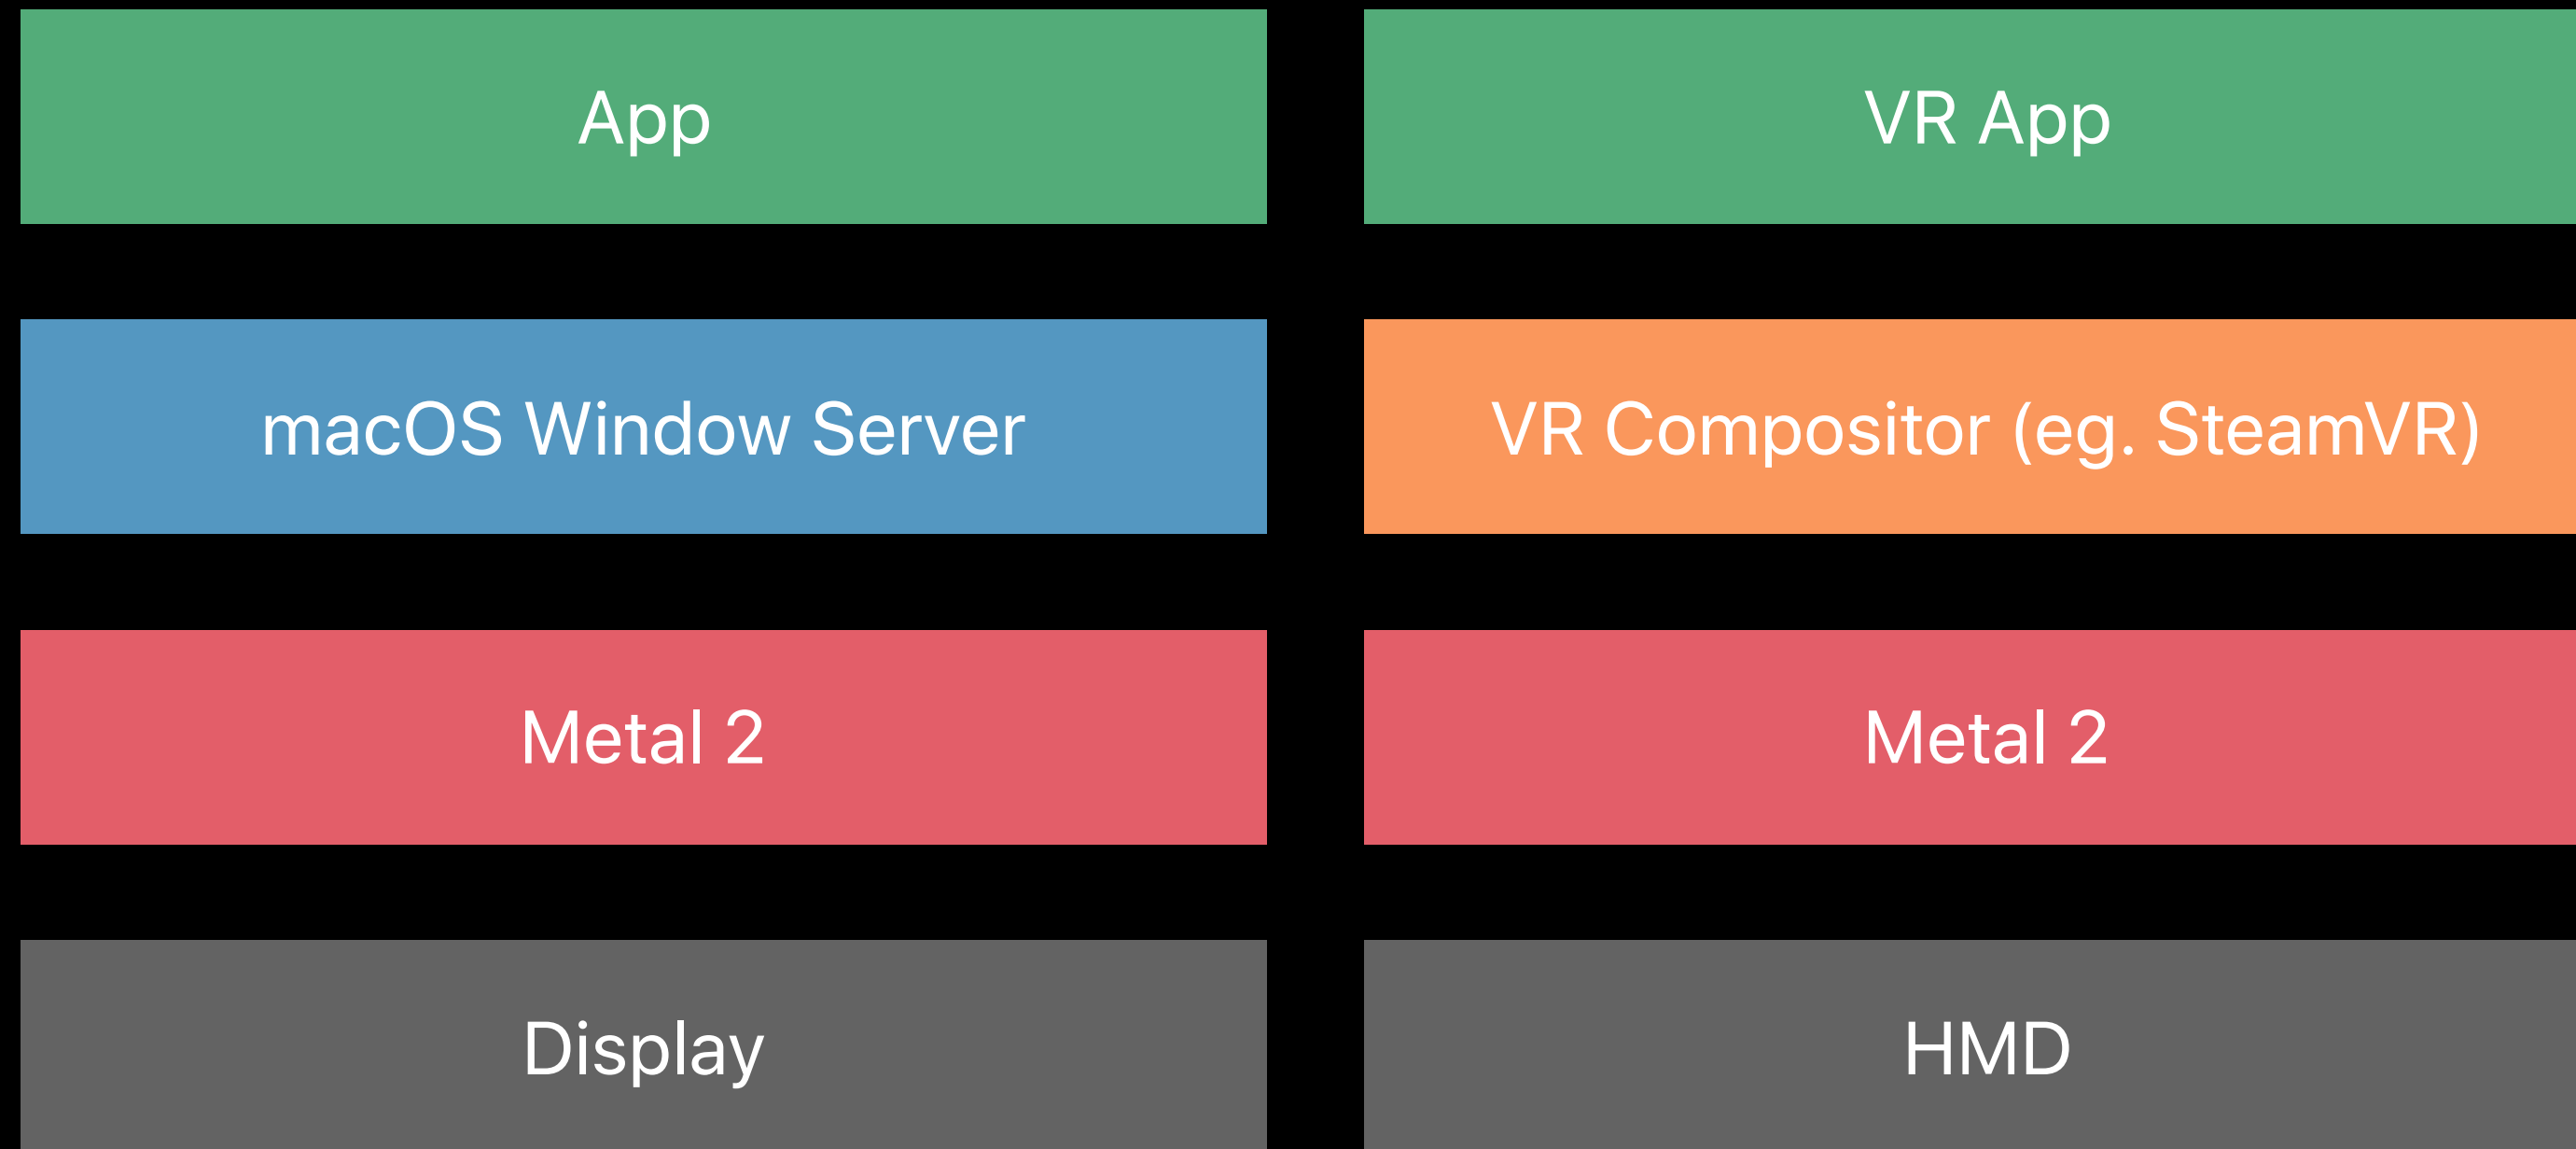 App
VR App
macOS Window Server
VR Compositor (eg. SteamVR)
Metal 2
Metal 2
Display
HMD